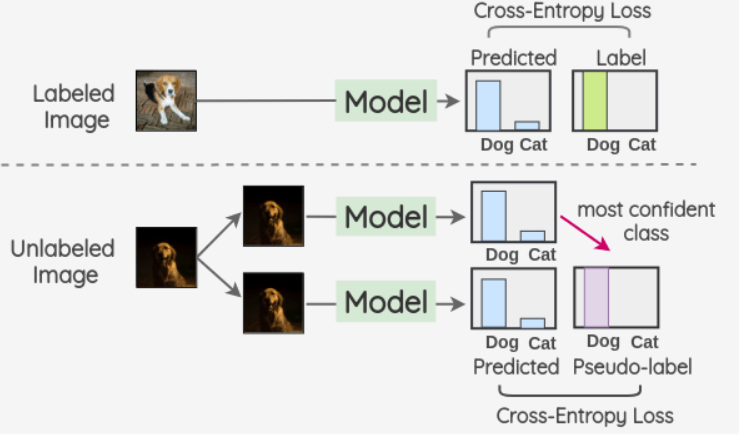 Cross-Entropy Loss
Predicted Label
Labeled
Image
Model
Dog Cat Dog Cat
Unlabeled
Image
Model
most confident
class
Dog Cat
Model
Dog Cat Dog Cat
Predicted Pseudo-label
Cross-Entropy Loss